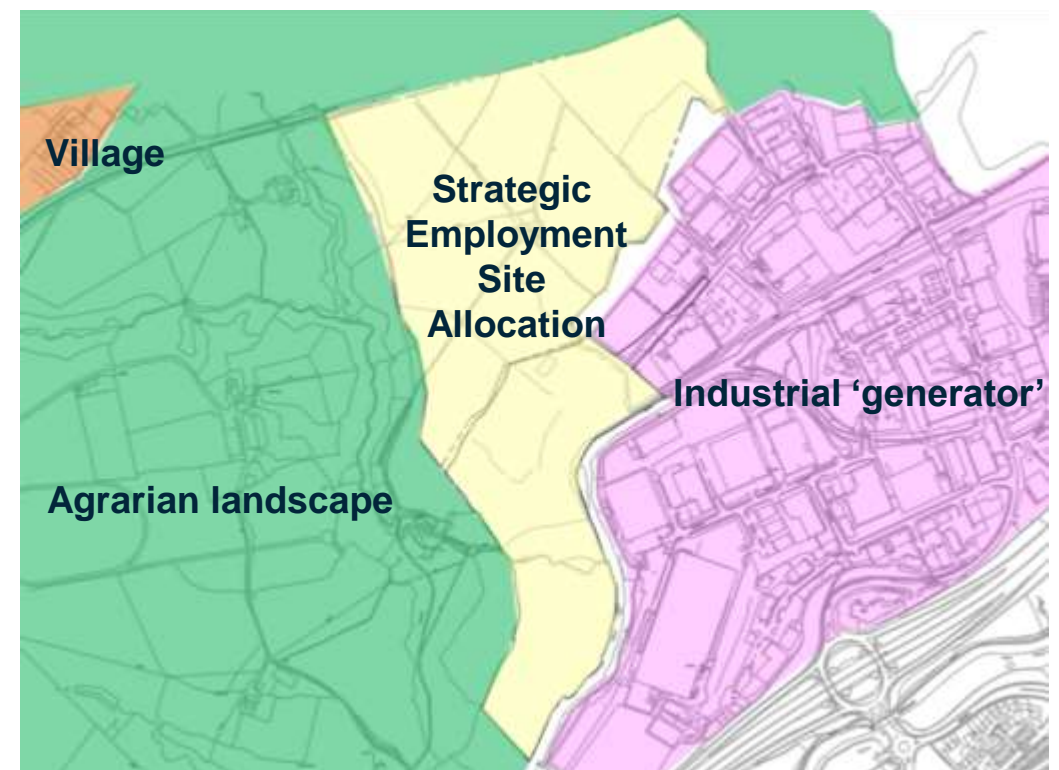 Village
Strategic
Employment
Site
Allocation
Industrial ‘generator’
Agrarian landscape